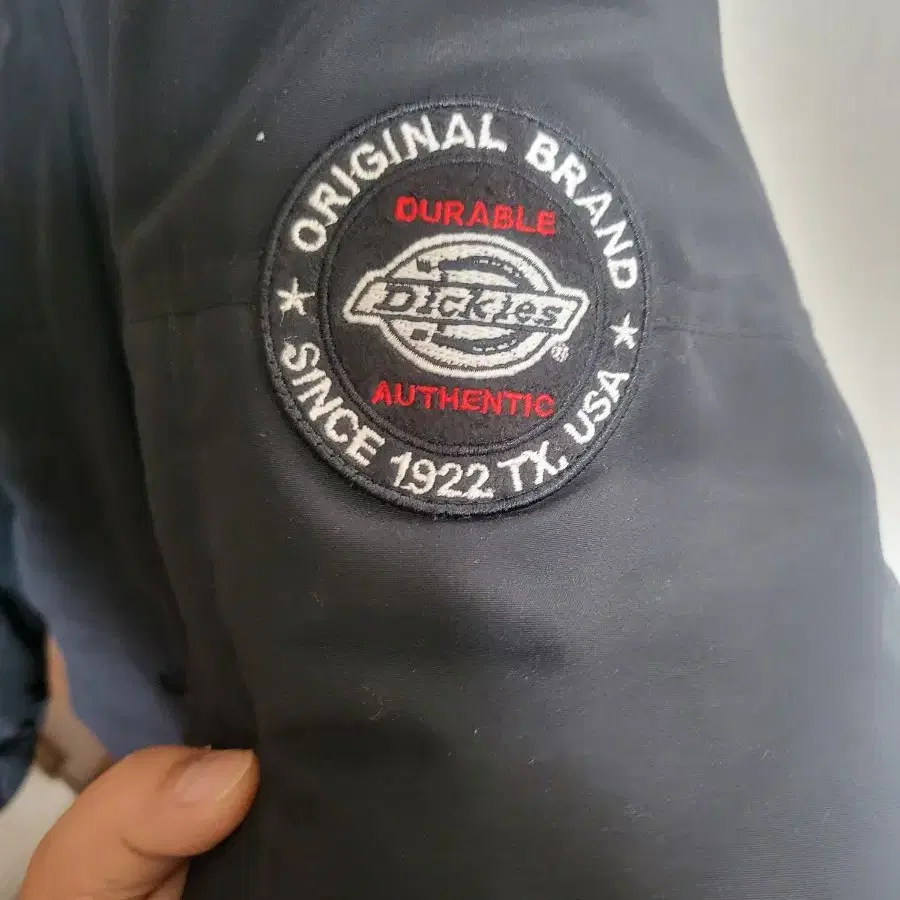 ORIGINAL BRAND
DURABLE
Dickies®
AUTHENTIC
SINCE 1922 TX, USA